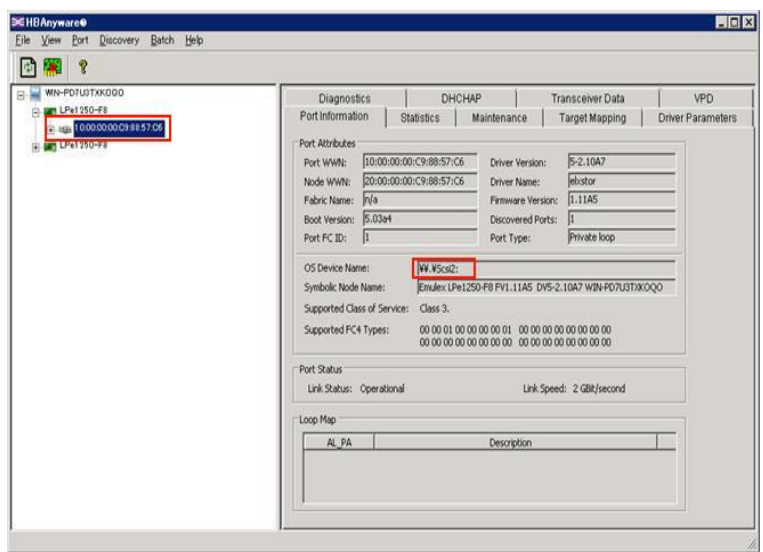 HBAnyware®
File View Port Discovery Batch Help
WIN-PD7U3TXKOQO
LPe1250-F8
10:00:00:00:C9:88:57:C6
LPe1250-F8
Diagnostics DHCHAP Transceiver Data VPD
Port Information Statistics Maintenance Target Mapping Driver Parameters
Port Attributes
Port WWN: 10:00:00:00:C9:88:57:C6 Driver Version: 5-2.10A7
Node WWN: 20:00:00:00:C9:88:57:C6 Driver Name: elxstor
Fabric Name: n/a Firmware Version: 1.11A5
Boot Version: 5.03a4 Discovered Ports: 1
Port FC ID: 1 Port Type: Private loop
OS Device Name: ¥¥.¥Scsi2:
Symbolic Node Name: Emulex LPe1250-F8 FV1.11A5 DV5-2.10A7 WIN-PD7U3TXKOQO
Supported Class of Service: Class 3.
Supported FC4 Types: 00 00 01 00 00 00 00 01 00 00 00 00 00 00 00 00
00 00 00 00 00 00 00 00 00 00 00 00 00 00 00 00
Port Status
Link Status: Operational Link Speed: 2 GBit/second
Loop Map
AL_PA Description